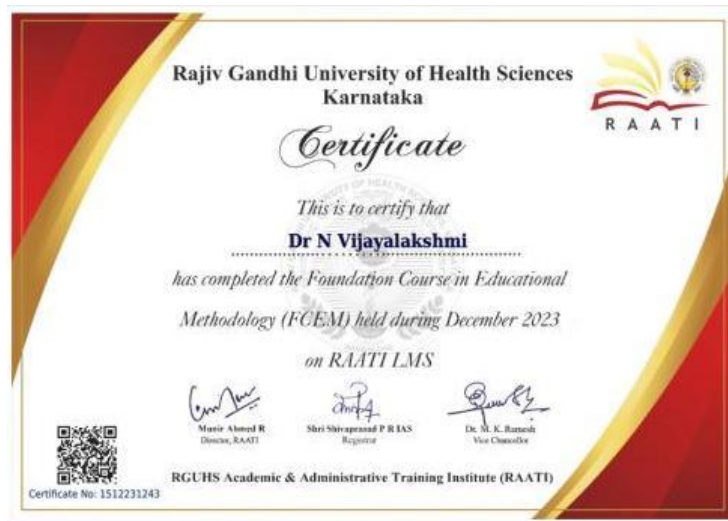 Rajiv Gandhi University of Health Sciences
Karnataka
RAATI
Certificate
This is to certify that
Dr N Vijayalakshmi
has completed the Foundation Course in Educational
Methodology (FCEM) held during December 2023
on RAATI LMS
Munir Ahmed R
Director, RAATI
Shri Shivaprasad P R IAS
Registrar
Dr. M. K. Ramesh
Vice Chancellor
RGUHS Academic & Administrative Training Institute (RAATI)
Certificate No: 1512231243